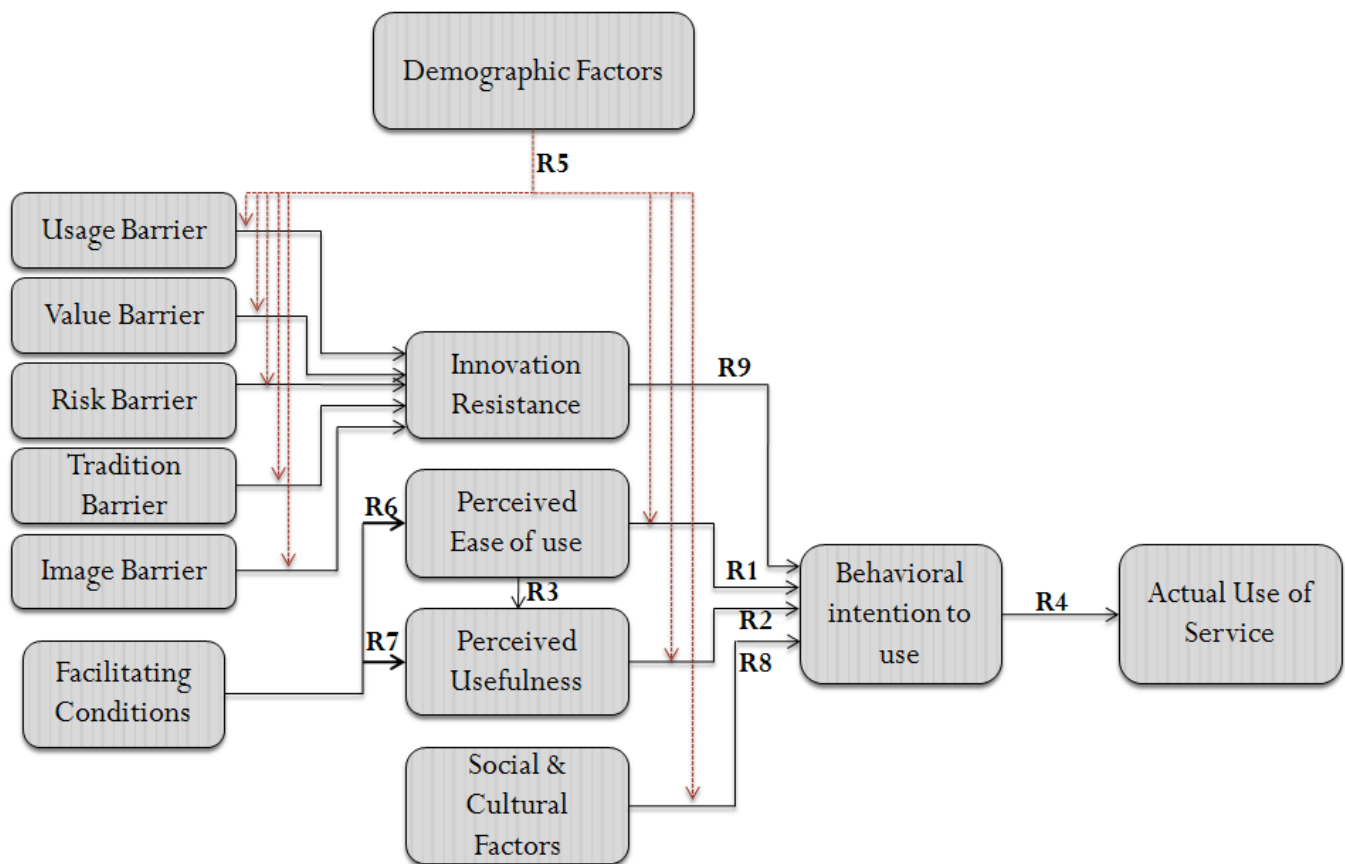 Demographic Factors
R5
Usage Barrier
Value Barrier
Risk Barrier
Tradition
Barrier
Image Barrier
Facilitating
Conditions
Innovation
Resistance
R9
R6
Perceived
Ease of use
R3
R7
Perceived
Usefulness
Social &
Cultural
Factors
R1
R2
R8
Behavioral
intention to
use
R4
Actual Use of
Service